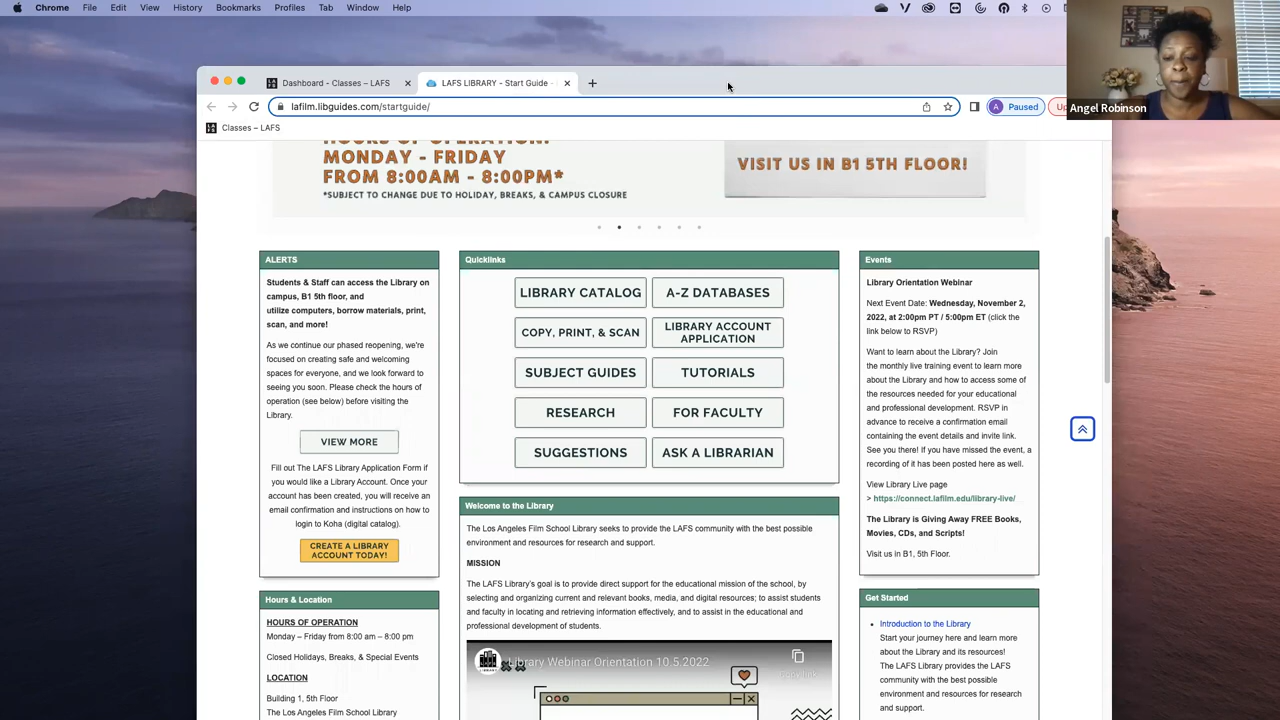 Chrome File Edit View History Bookmarks Profiles Tab Window Help
Dashboard - Classes – LAFS
LAFS LIBRARY - Start Guide -
lafilm.libguides.com/startguide/
A Paused
Classes – LAFS
Angel Robinson
HOURS OF OPERATION:
MONDAY - FRIDAY
FROM 8:00AM - 8:00PM*
*SUBJECT TO CHANGE DUE TO HOLIDAY, BREAKS, & CAMPUS CLOSURE
VISIT US IN B1 5TH FLOOR!
ALERTS
Students & Staff can access the Library on
campus, B1 5th floor, and
utilize computers, borrow materials, print,
scan, and more!
As we continue our phased reopening, we're
focused on creating safe and welcoming
spaces for everyone, and we look forward to
seeing you soon. Please check the hours of
operation (see below) before visiting the
Library.
VIEW MORE
Fill out The LAFS Library Application Form if
you would like a Library Account. Once your
account has been created, you will receive an
email confirmation and instructions on how to
login to Koha (digital catalog).
CREATE A LIBRARY
ACCOUNT TODAY!
Hours & Location
HOURS OF OPERATION
Monday – Friday from 8:00 am – 8:00 pm
Closed Holidays, Breaks, & Special Events
LOCATION
Building 1, 5th Floor
The Los Angeles Film School Library
Quicklinks
LIBRARY CATALOG
A-Z DATABASES
COPY, PRINT, & SCAN
LIBRARY ACCOUNT
APPLICATION
SUBJECT GUIDES
TUTORIALS
RESEARCH
FOR FACULTY
SUGGESTIONS
ASK A LIBRARIAN
Welcome to the Library
The Los Angeles Film School Library seeks to provide the LAFS community with the best possible
environment and resources for research and support.
MISSION
The LAFS Library's goal is to provide direct support for the educational mission of the school, by
selecting and organizing current and relevant books, media, and digital resources; to assist students
and faculty in locating and retrieving information effectively, and to assist in the educational and
professional development of students.
Library Webinar Orientation 10.5.2022
Copy link
Events
Library Orientation Webinar
Next Event Date: Wednesday, November 2,
2022, at 2:00pm PT / 5:00pm ET (click the
link below to RSVP)
Want to learn about the Library? Join
the monthly live training event to learn more
about the Library and how to access some of
the resources needed for your educational
and professional development. RSVP in
advance to receive a confirmation email
containing the event details and invite link.
See you there! If you have missed the event, a
recording of it has been posted here as well.
View Library Live page
> https://connect.lafilm.edu/library-live/
The Library is Giving Away FREE Books,
Movies, CDs, and Scripts!
Visit us in B1, 5th Floor.
Get Started
Introduction to the Library
Start your journey here and learn more
about the Library and its resources!
The LAFS Library provides the LAFS
community with the best possible
environment and resources for research
and support.